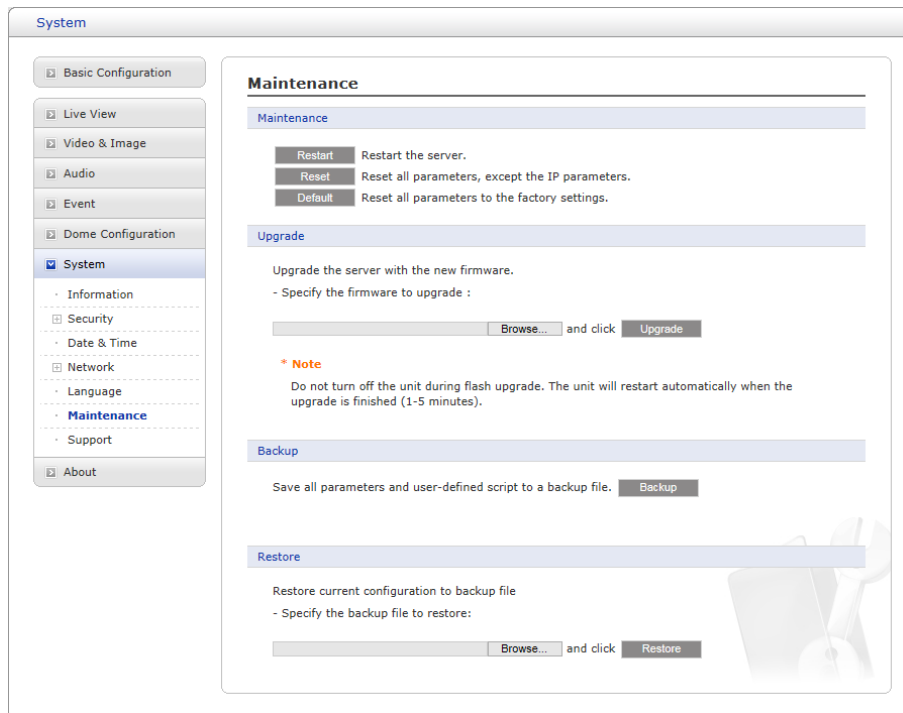 System
Basic Configuration
Live View
Video & Image
Audio
Event
Dome Configuration
System
Information
Security
Date & Time
Network
Language
Maintenance
Support
About
Maintenance
Maintenance
Restart Restart the server.
Reset Reset all parameters, except the IP parameters.
Default Reset all parameters to the factory settings.
Upgrade
Upgrade the server with the new firmware.
- Specify the firmware to upgrade :
Browse... and click Upgrade
* Note
Do not turn off the unit during flash upgrade. The unit will restart automatically when the
upgrade is finished (1-5 minutes).
Backup
Save all parameters and user-defined script to a backup file. Backup
Restore
Restore current configuration to backup file
- Specify the backup file to restore:
Browse... and click Restore